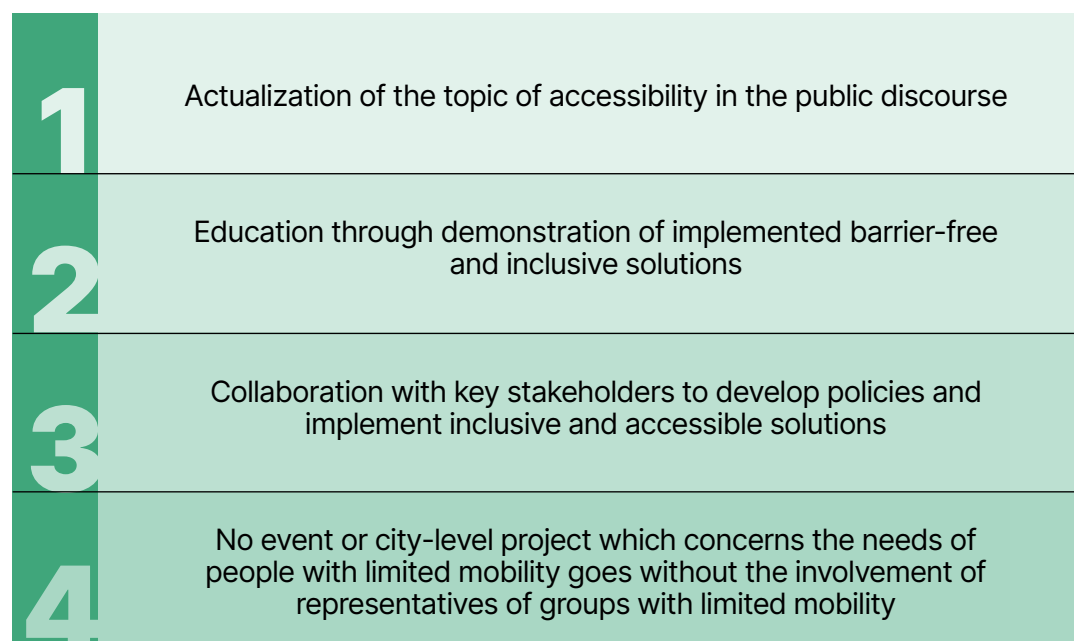 1
Actualization of the topic of accessibility in the public discourse
2
Education through demonstration of implemented barrier-free
and inclusive solutions
3
Collaboration with key stakeholders to develop policies and
implement inclusive and accessible solutions
4
No event or city-level project which concerns the needs of
people with limited mobility goes without the involvement of
representatives of groups with limited mobility